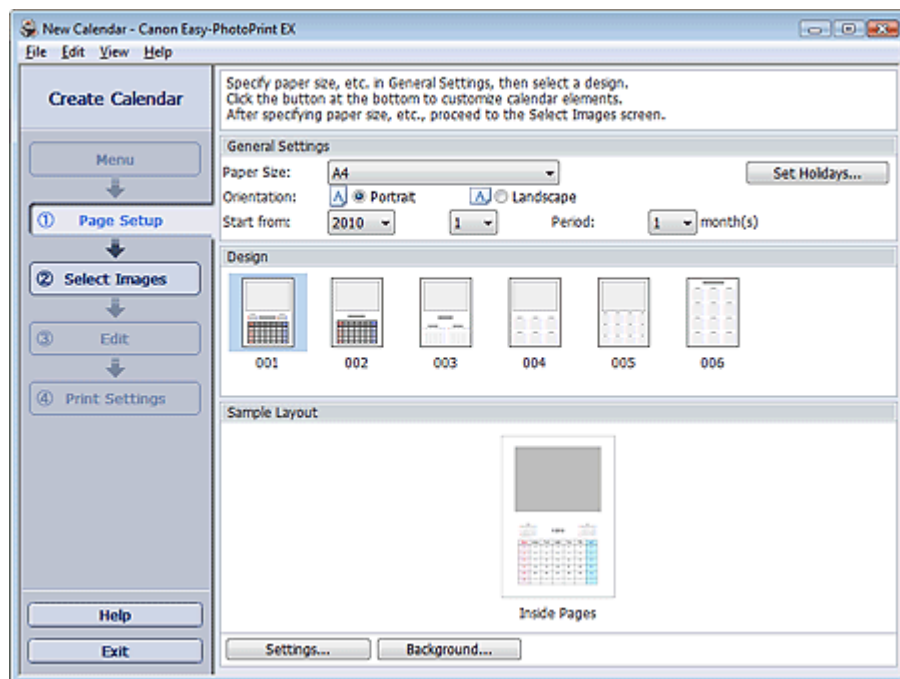 New Calendar - Canon Easy-PhotoPrint EX
File Edit View Help
Create Calendar
Menu
① Page Setup
② Select Images
③ Edit
④ Print Settings
Help
Exit
Specify paper size, etc. in General Settings, then select a design.
Click the button at the bottom to customize calendar elements.
After specifying paper size, etc., proceed to the Select Images screen.
General Settings
Paper Size: A4 Set Holidays...
Orientation: A Portrait A Landscape
Start from: 2010 1 Period: 1 month(s)
Design
001 002 003 004 005 006
Sample Layout
Inside Pages
Settings... Background...